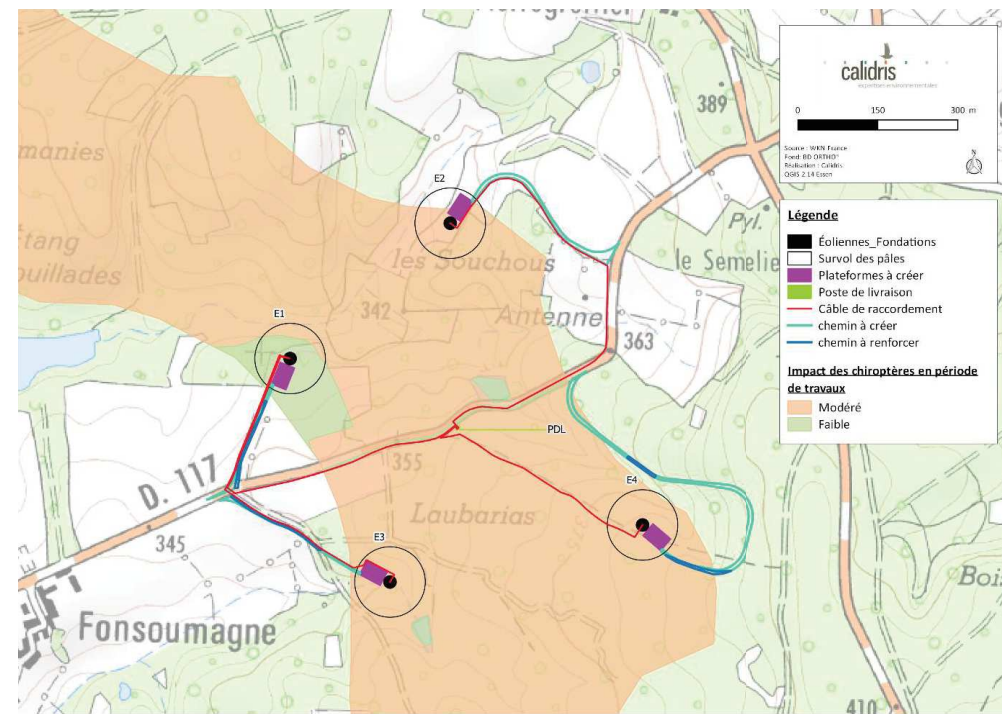 389
manies
E2
Pyl.
les Souchous
le Semelie
342
Antenne
E1
363
PDL
355
D. 117
E4
Laubarias
345
E3
Fonsoumagne
Boi
410
calidris
expertises environnementales
0 150 300 m
Source : WKN France
Fond: BD ORTHO®
Réalisation : Calidris
QGIS 2.14 Essen
N
Légende
Éoliennes_Fondations
Survol des pâles
Plateformes à créer
Poste de livraison
Câble de raccordement
chemin à créer
chemin à renforcer
Impact des chiroptères en période
de travaux
Modéré
Faible